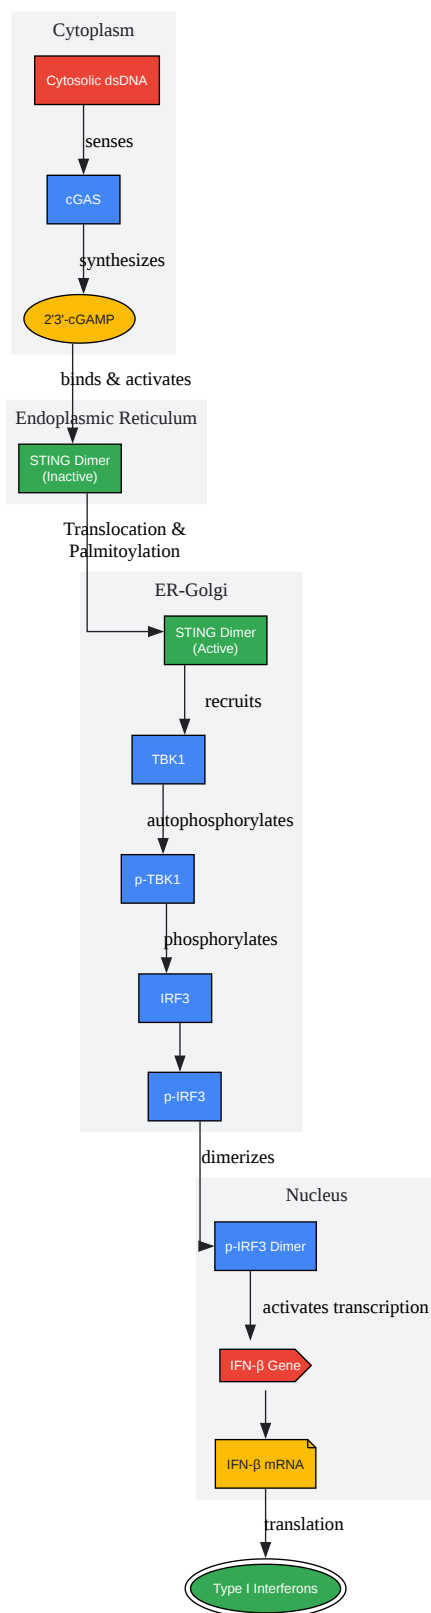 Cytoplasm
Cytosolic dsDNA
senses
cGAS
synthesizes
2'3'-cGAMP
binds & activates
Endoplasmic Reticulum
STING Dimer
(Inactive)
Translocation &
Palmitoylation
ER-Golgi
STING Dimer
(Active)
recruits
TBK1
autophosphorylates
p-TBK1
phosphorylates
IRF3
p-IRF3
dimerizes
Nucleus
p-IRF3 Dimer
activates transcription
IFN-β Gene
IFN-β mRNA
translation
Type I Interferons